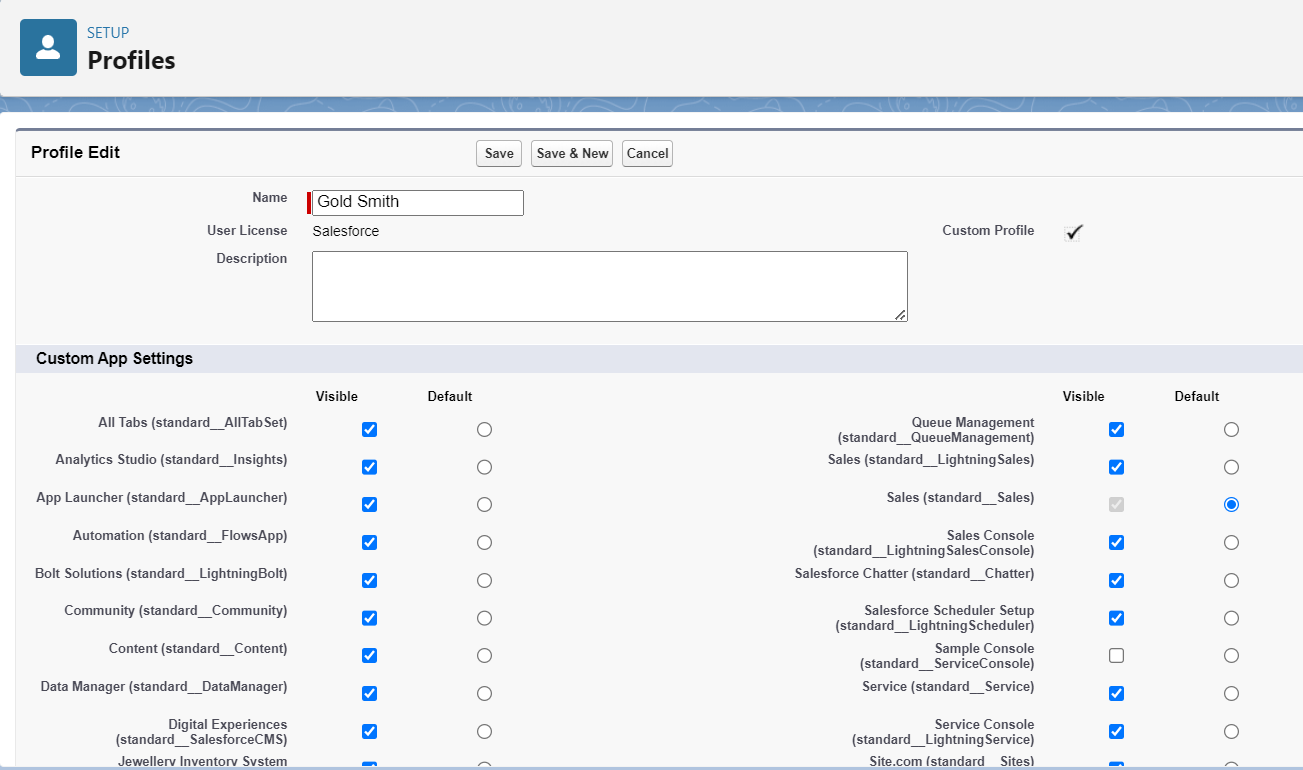 SETUP
Profiles
Profile Edit
Save
Save & New
Cancel
Name
Gold Smith
User License
Salesforce
Custom Profile
Description
Custom App Settings
Visible
Default
Visible
Default
All Tabs (standard__AllTabSet)
Queue Management
(standard__QueueManagement)
Analytics Studio (standard__Insights)
Sales (standard__LightningSales)
App Launcher (standard__AppLauncher)
Sales (standard__Sales)
Automation (standard__FlowsApp)
Sales Console
(standard__LightningSalesConsole)
Bolt Solutions (standard__LightningBolt)
Salesforce Chatter (standard__Chatter)
Community (standard__Community)
Salesforce Scheduler Setup
(standard__LightningScheduler)
Content (standard__Content)
Sample Console
(standard__ServiceConsole)
Data Manager (standard__DataManager)
Service (standard__Service)
Digital Experiences
(standard__SalesforceCMS)
Service Console
(standard__LightningService)
Jewellery Inventory System
Site.com (standard__Sites)